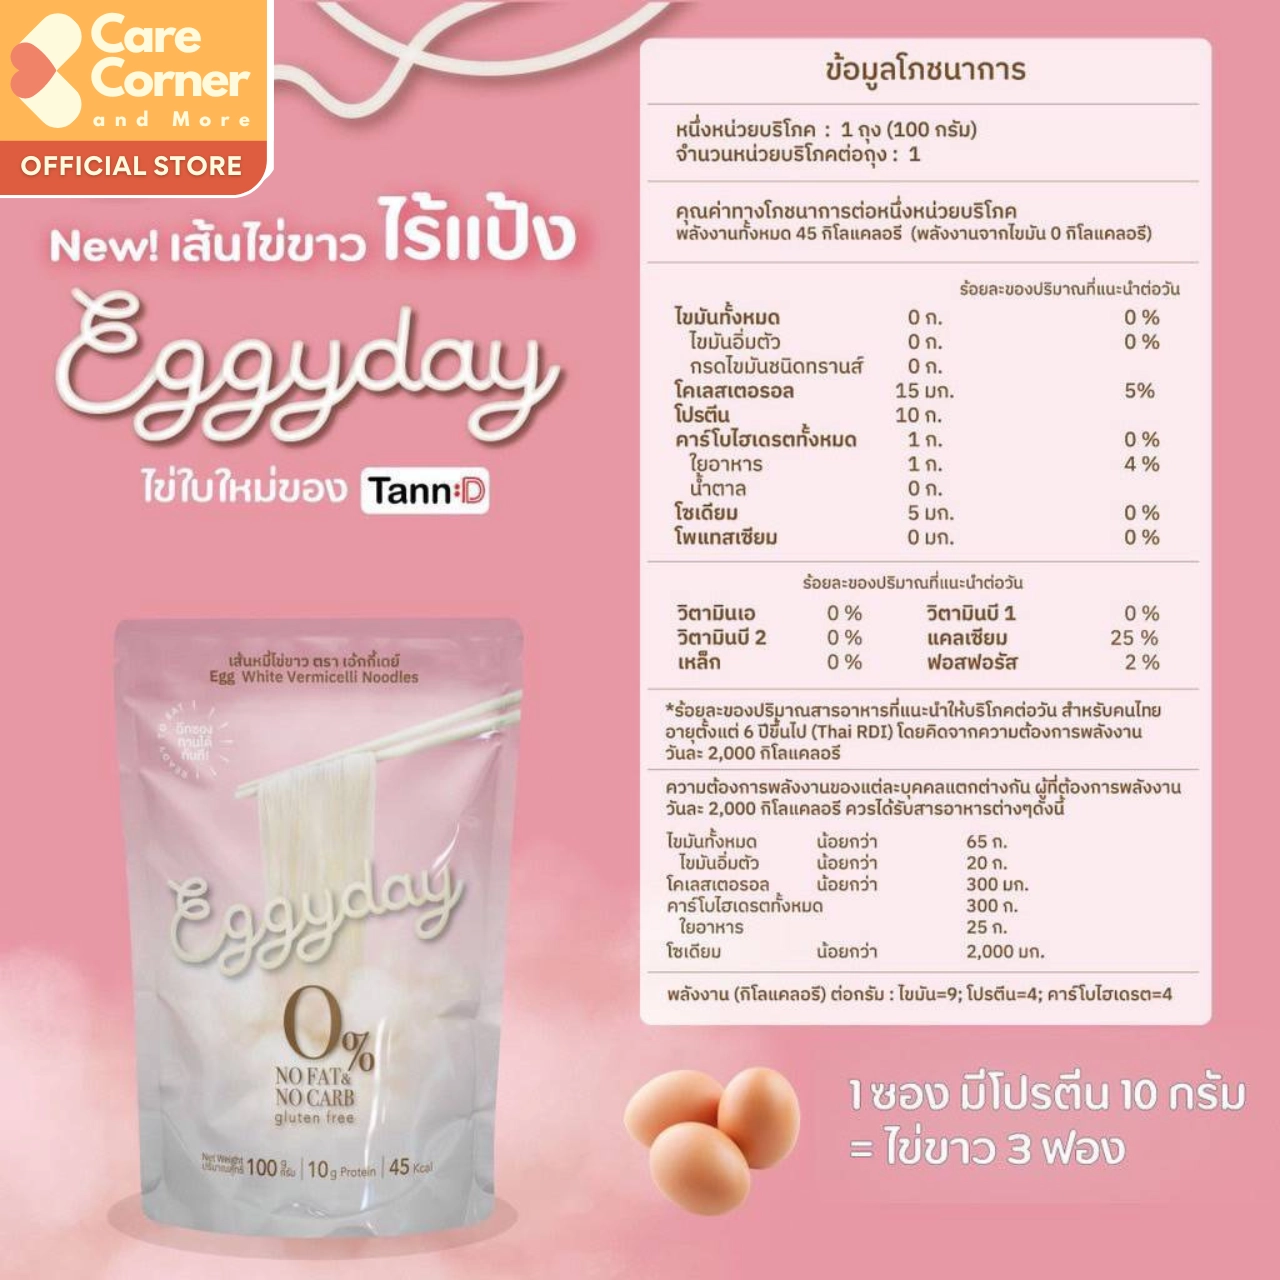 Care
Corner
and More
OFFICIAL STORE
New! เส้นไข่ขาว ไร้แป้ง
Eggyday
ไข่ใบใหม่ของ Tann:D
เส้นหมี่ไข่ขาว ตรา เอ้กกี้เดย์
Egg White Vermicelli Noodles
READY TO EAT
ฉีกซอง
ทานได้
ทันที!
Eggyday
0%
NO FAT&
NO CARB
gluten free
Net Weight
ปริมาณสุทธิ 100 g กรัม | 10 g Protein | 45 Kcal
ข้อมูลโภชนาการ
หนึ่งหน่วยบริโภค : 1 ถุง (100 กรัม)
จำนวนหน่วยบริโภคต่อถุง : 1
คุณค่าทางโภชนาการต่อหนึ่งหน่วยบริโภค
พลังงานทั้งหมด 45 กิโลแคลอรี (พลังงานจากไขมัน 0 กิโลแคลอรี)
ร้อยละของปริมาณที่แนะนำต่อวัน
ไขมันทั้งหมด 0 ก. 0 %
ไขมันอิ่มตัว 0 ก. 0 %
กรดไขมันชนิดทรานส์ 0 ก.
โคเลสเตอรอล 15 มก. 5%
โปรตีน 10 ก.
คาร์โบไฮเดรตทั้งหมด 1 ก. 0 %
ใยอาหาร 1 ก. 4 %
น้ำตาล 0 ก.
โซเดียม 5 มก. 0 %
โพแทสเซียม 0 มก. 0 %
ร้อยละของปริมาณที่แนะนำต่อวัน
วิตามินเอ 0 % วิตามินบี 1 0 %
วิตามินบี 2 0 % แคลเซียม 25 %
เหล็ก 0 % ฟอสฟอรัส 2 %
*ร้อยละของปริมาณสารอาหารที่แนะนำให้บริโภคต่อวัน สำหรับคนไทย
อายุตั้งแต่ 6 ปีขึ้นไป (Thai RDI) โดยคิดจากความต้องการพลังงาน
วันละ 2,000 กิโลแคลอรี
ความต้องการพลังงานของแต่ละบุคคลแตกต่างกัน ผู้ที่ต้องการพลังงาน
วันละ 2,000 กิโลแคลอรี ควรได้รับสารอาหารต่างๆดังนี้
ไขมันทั้งหมด น้อยกว่า 65 ก.
ไขมันอิ่มตัว น้อยกว่า 20 ก.
โคเลสเตอรอล น้อยกว่า 300 มก.
คาร์โบไฮเดรตทั้งหมด 300 ก.
ใยอาหาร 25 ก.
โซเดียม น้อยกว่า 2,000 มก.
พลังงาน (กิโลแคลอรี) ต่อกรัม : ไขมัน=9; โปรตีน=4; คาร์โบไฮเดรต=4
1 ซอง มีโปรตีน 10 กรัม
= ไข่ขาว 3 ฟอง